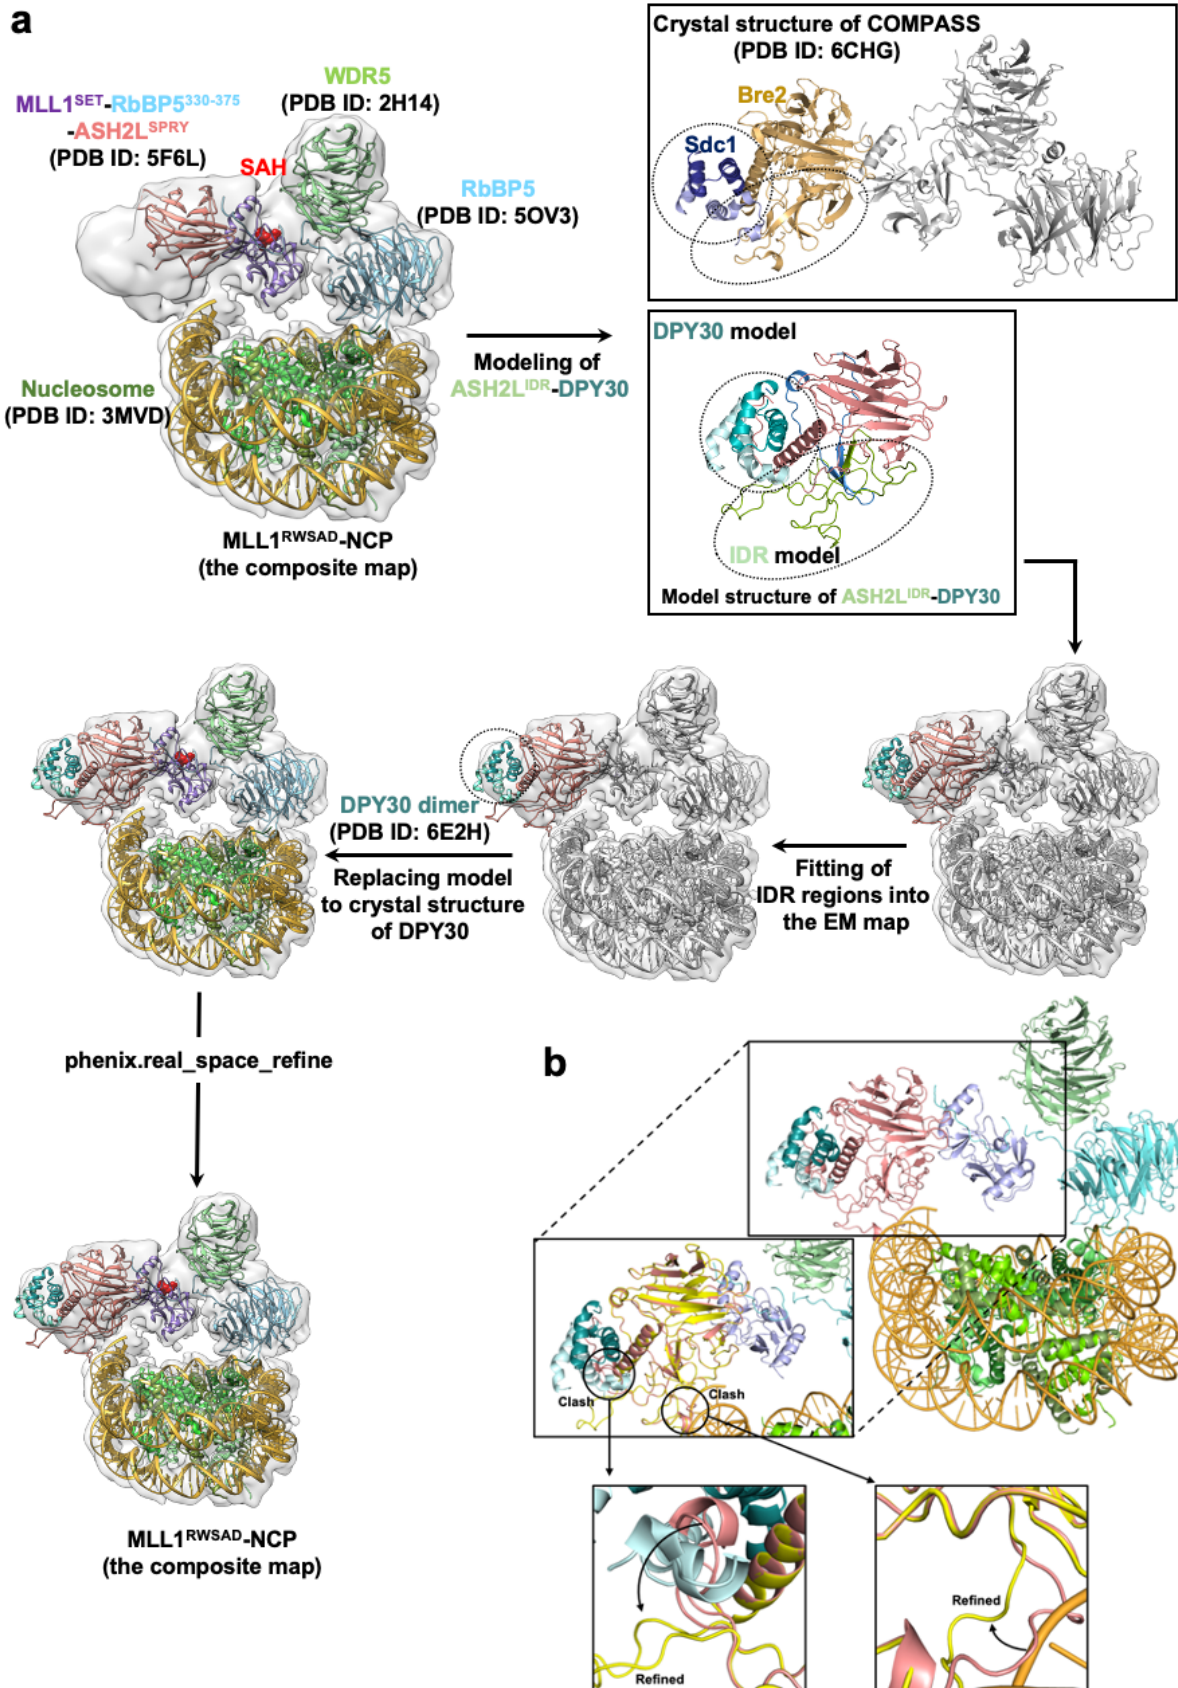 a
MLL1SET-RbBP5330-375
-ASH2LSPRY
(PDB ID: 5F6L)
WDR5
(PDB ID: 2H14)
SAH
RbBP5
(PDB ID: 5OV3)
Nucleosome
(PDB ID: 3MVD)
MLL1RWSAD-NCP
(the composite map)
Modeling of
ASH2LIDR-DPY30
Crystal structure of COMPASS
(PDB ID: 6CHG)
Bre2
Sdc1
DPY30 model
IDR model
Model structure of ASH2LIDR-DPY30
Fitting of
IDR regions into
the EM map
DPY30 dimer
(PDB ID: 6E2H)
Replacing model
to crystal structure
of DPY30
phenix.real_space_refine
MLL1RWSAD-NCP
(the composite map)
b
Clash
Clash
Refined
Refined